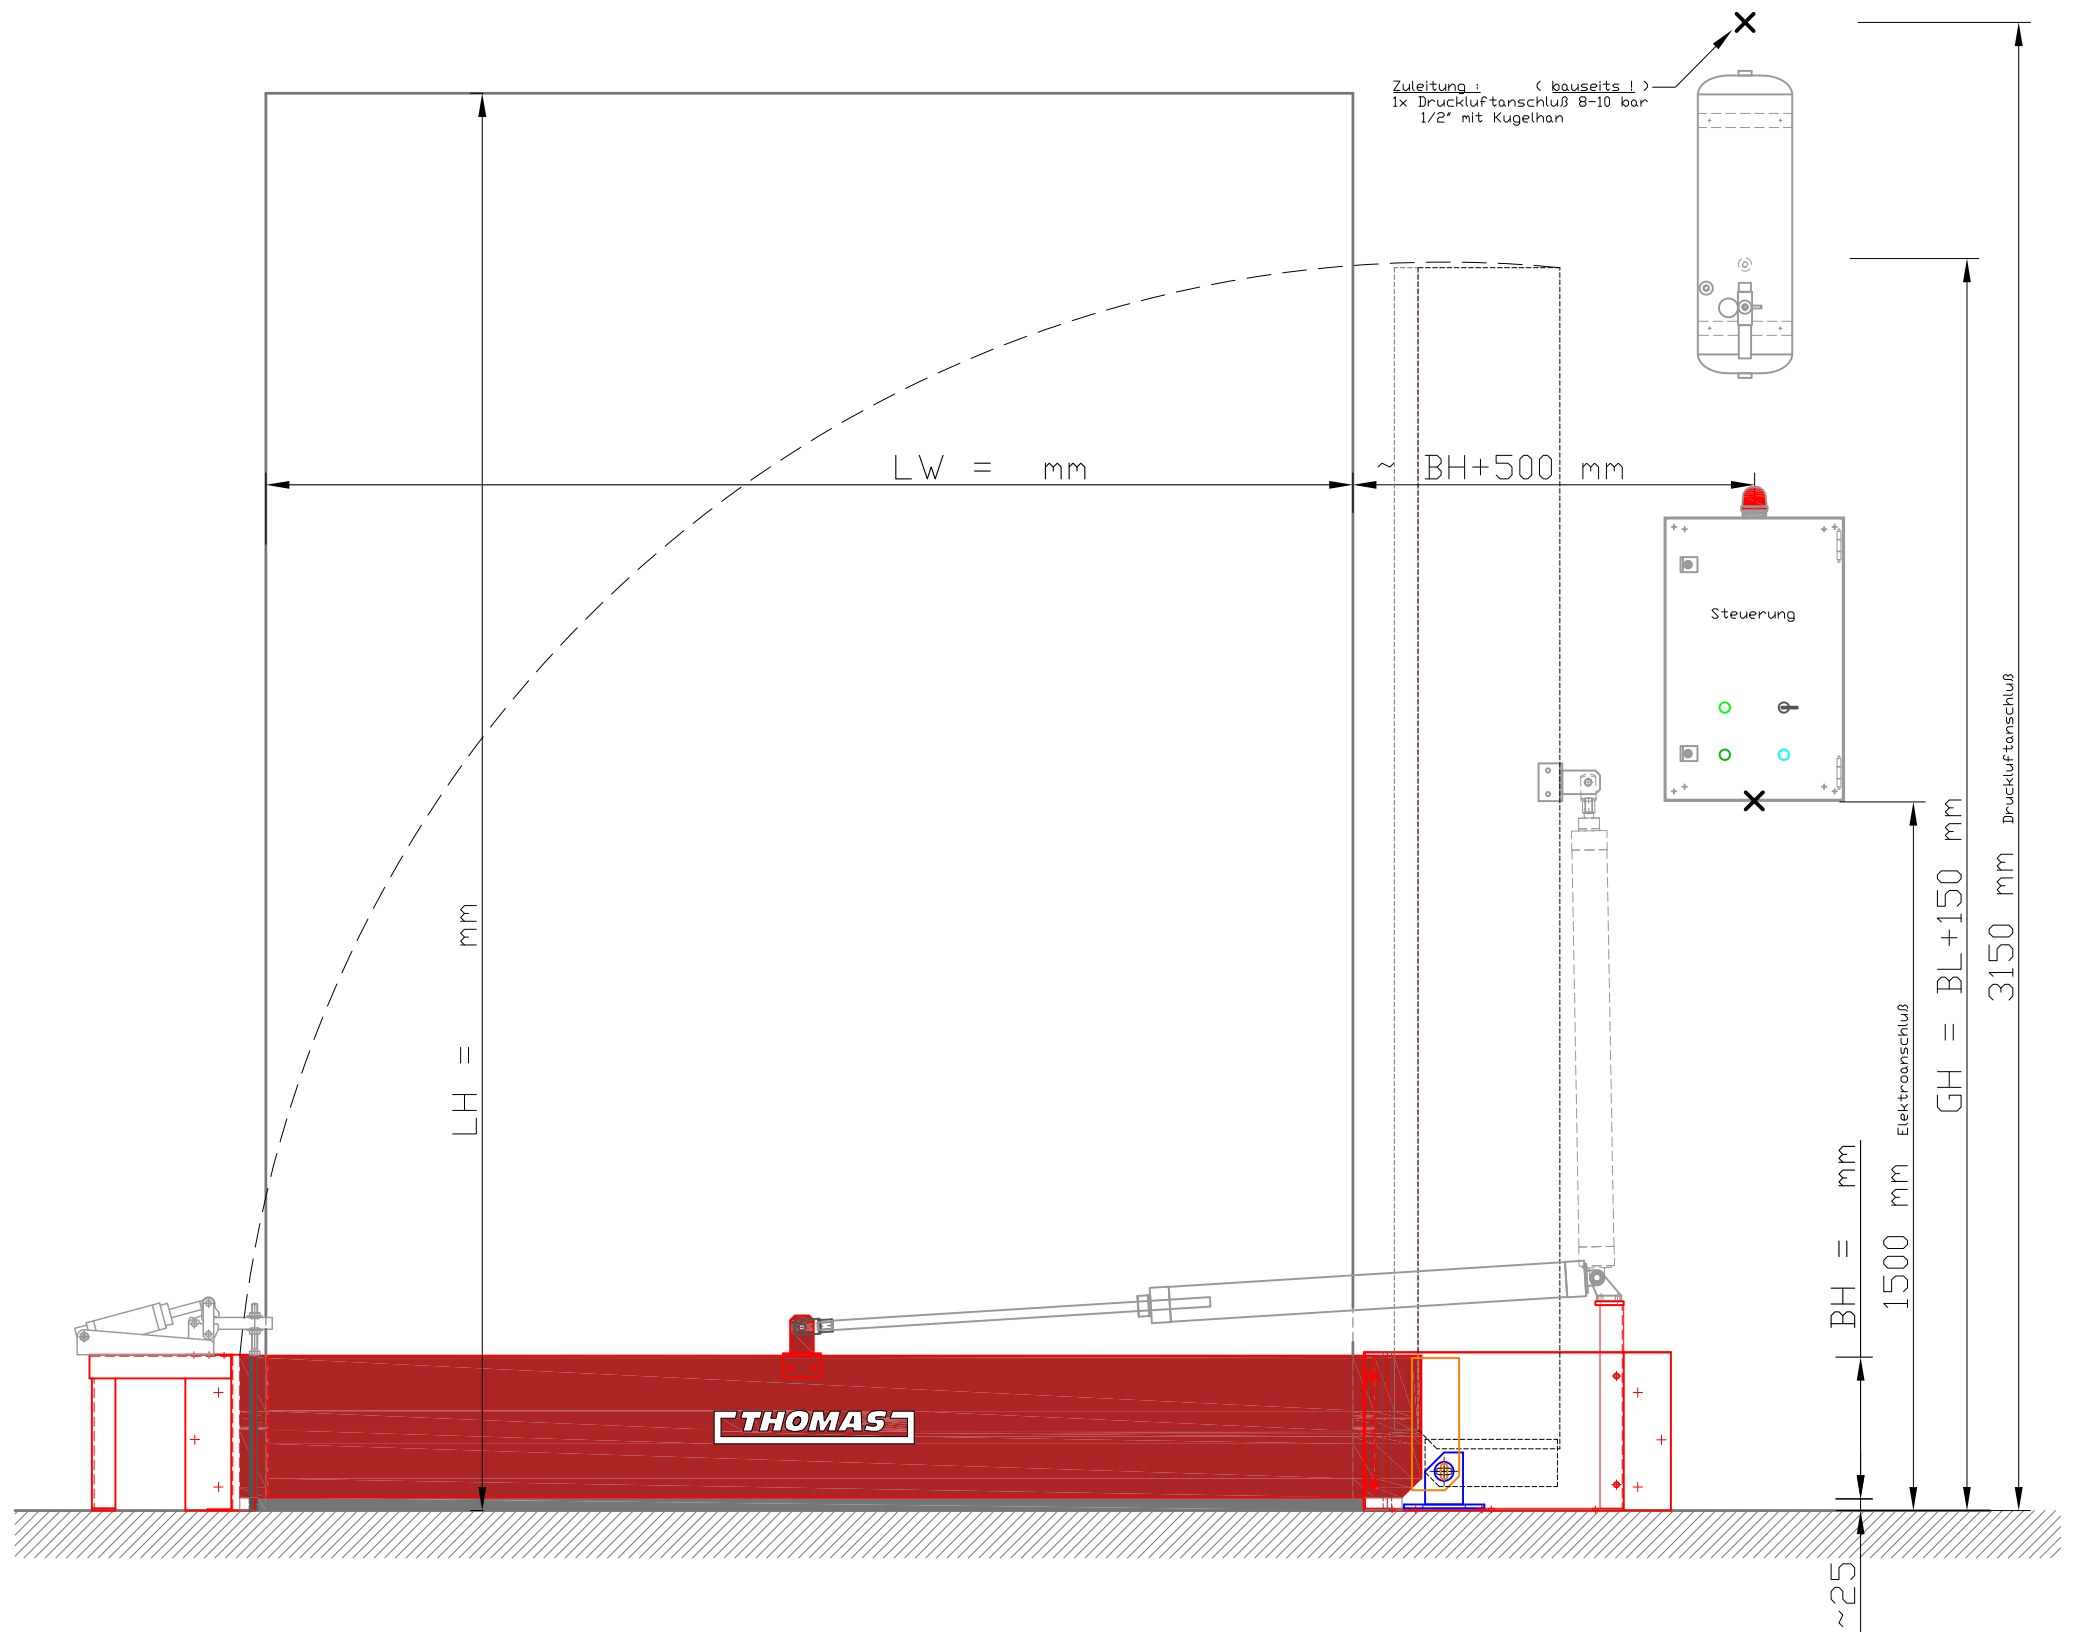 Zuleitung : ( bauseits ! )
1x Druckluftanschluß 8-10 bar
1/2" mit Kugelhan
LW = mm
~ BH+500 mm
Steuerung
LH = mm
BH = mm
1500 mm Elektroanschluß
GH = BL+150 mm
3150 mm Druckluftanschluß
THOMAS
~25